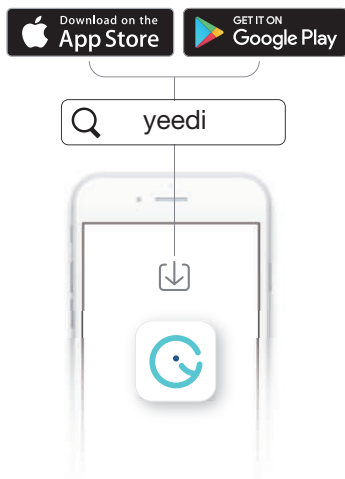 Download on the
App Store
GET IT ON
Google Play
yeedi